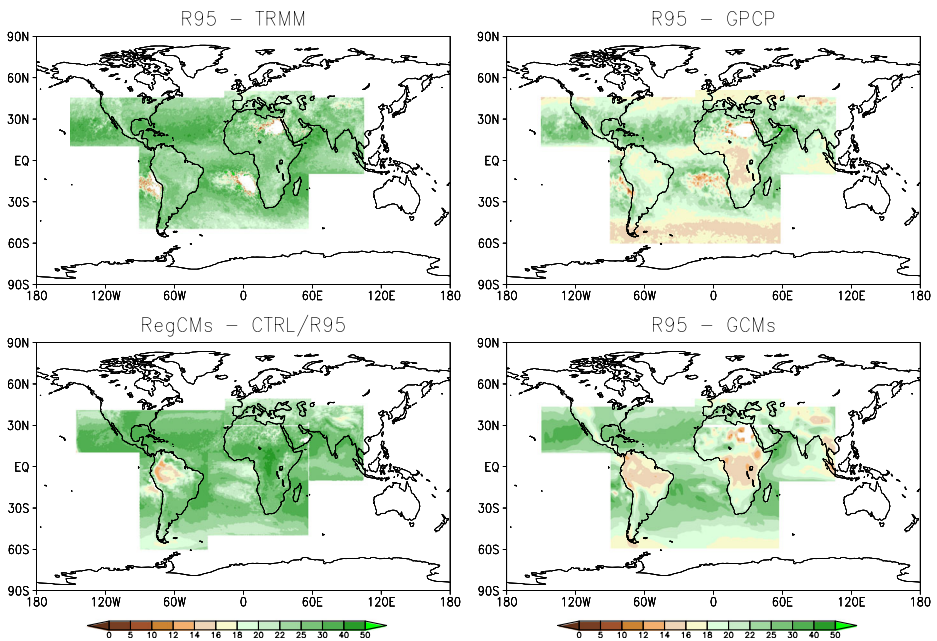 R95 – TRMM
R95 – GPCP
90N
60N
30N
EQ
30S
60S
90S
180 120W 60W 0 60E 120E 180
90N
60N
30N
EQ
30S
60S
90S
180 120W 60W 0 60E 120E 180
RegCMs – CTRL/R95
R95 – GCMs
90N
60N
30N
EQ
30S
60S
90S
180 120W 60W 0 60E 120E 180
90N
60N
30N
EQ
30S
60S
90S
180 120W 60W 0 60E 120E 180
0 5 10 12 14 16 18 20 22 25 30 40 50
0 5 10 12 14 16 18 20 22 25 30 40 50